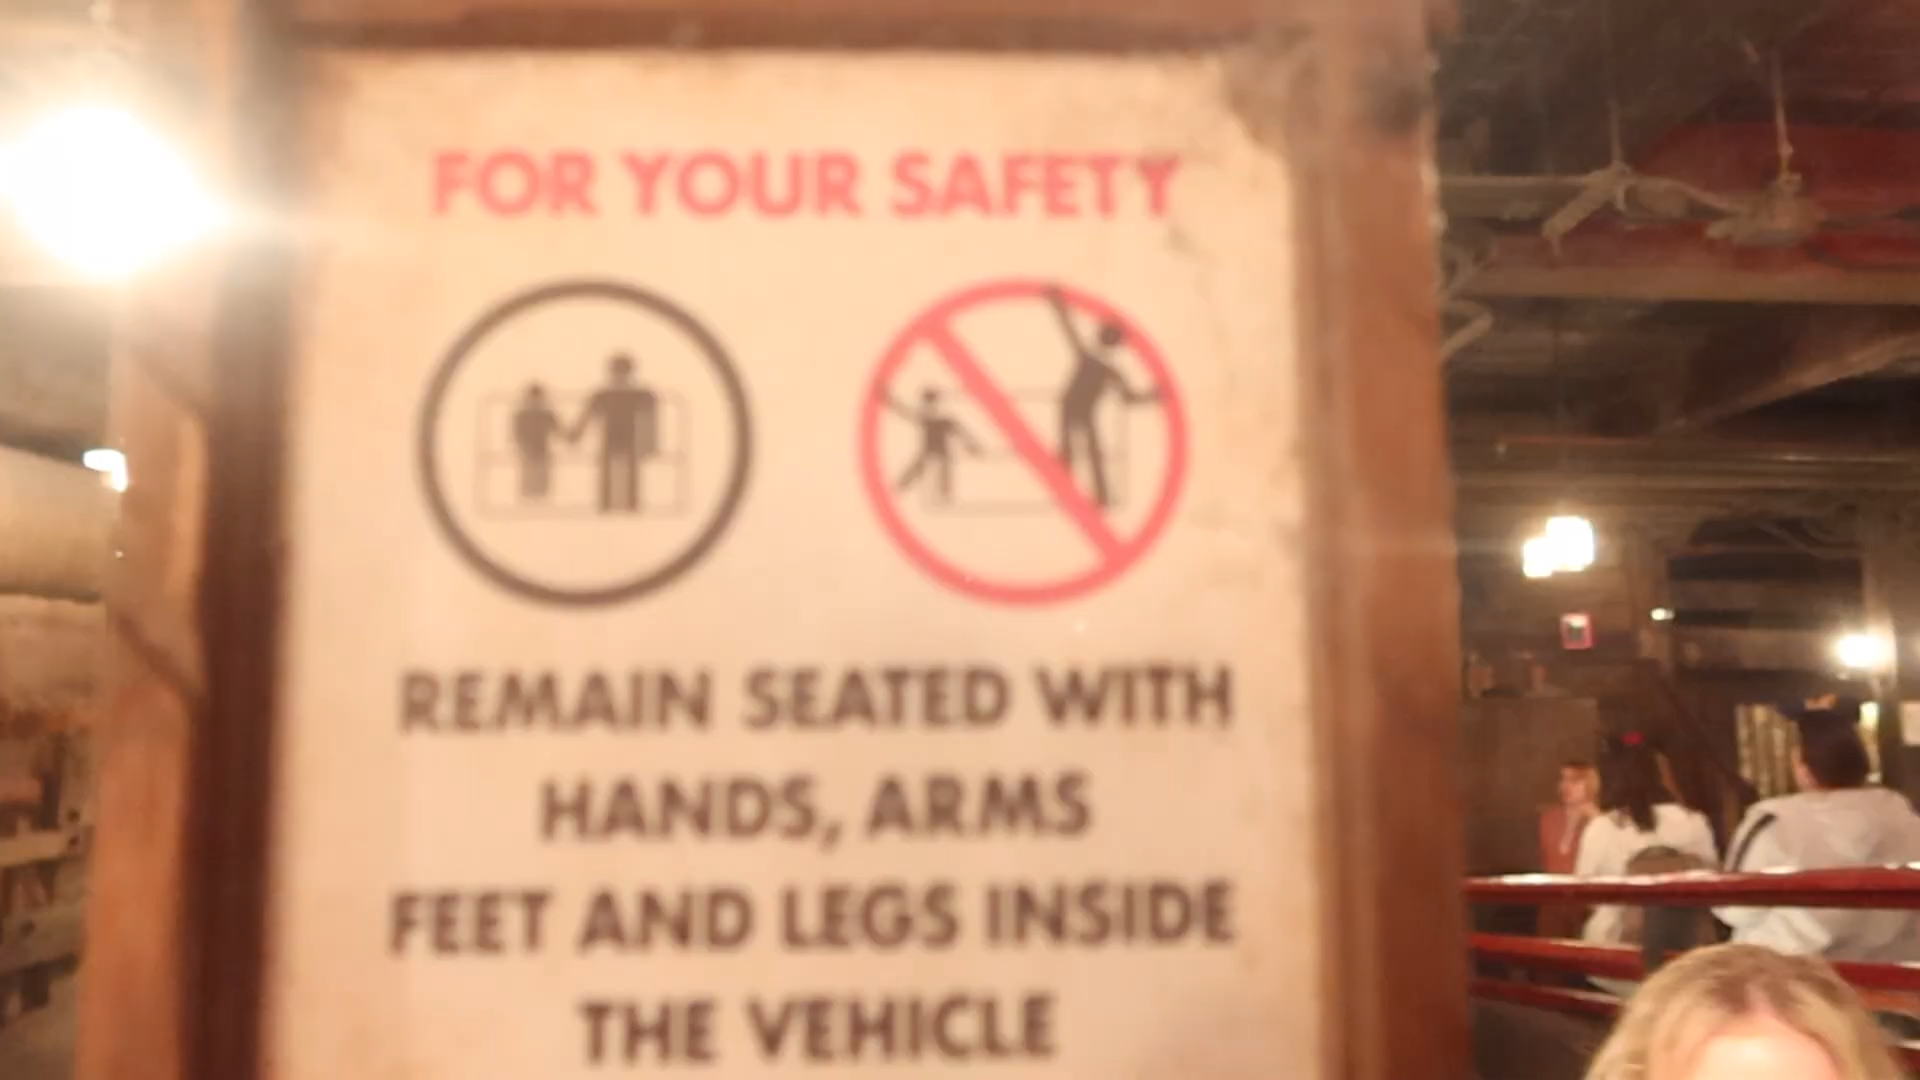 FOR YOUR SAFETY
REMAIN SEATED WITH
HANDS, ARMS
FEET AND LEGS INSIDE
THE VEHICLE